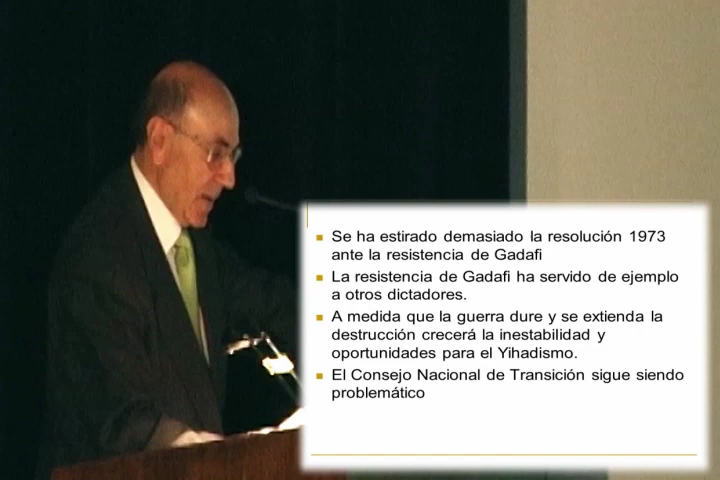 Se ha estirado demasiado la resolución 1973
ante la resistencia de Gadafi
La resistencia de Gadafi ha servido de ejemplo
a otros dictadores.
A medida que la guerra dure y se extienda la
destrucción crecerá la inestabilidad y
oportunidades para el Yihadismo.
El Consejo Nacional de Transición sigue siendo
problemático